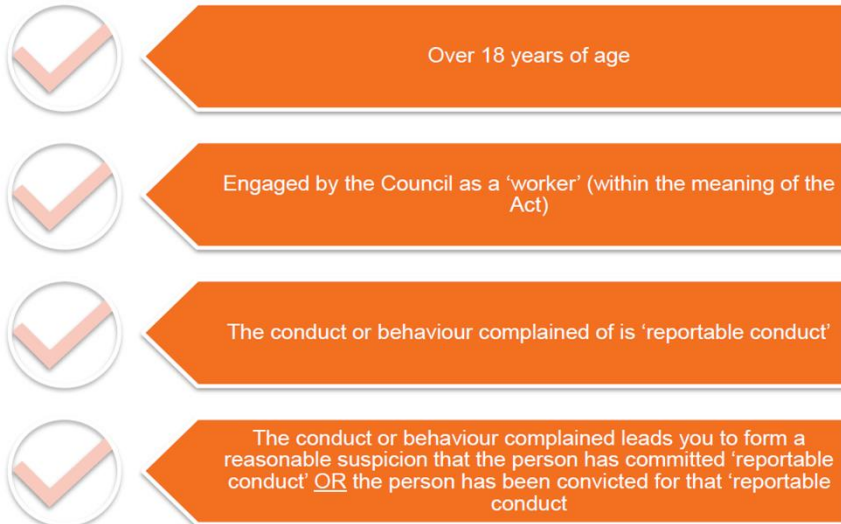 Over 18 years of age
Engaged by the Council as a ‘worker’ (within the meaning of the
Act)
The conduct or behaviour complained of is ‘reportable conduct’
The conduct or behaviour complained leads you to form a
reasonable suspicion that the person has committed ‘reportable
conduct’ OR the person has been convicted for that ‘reportable
conduct